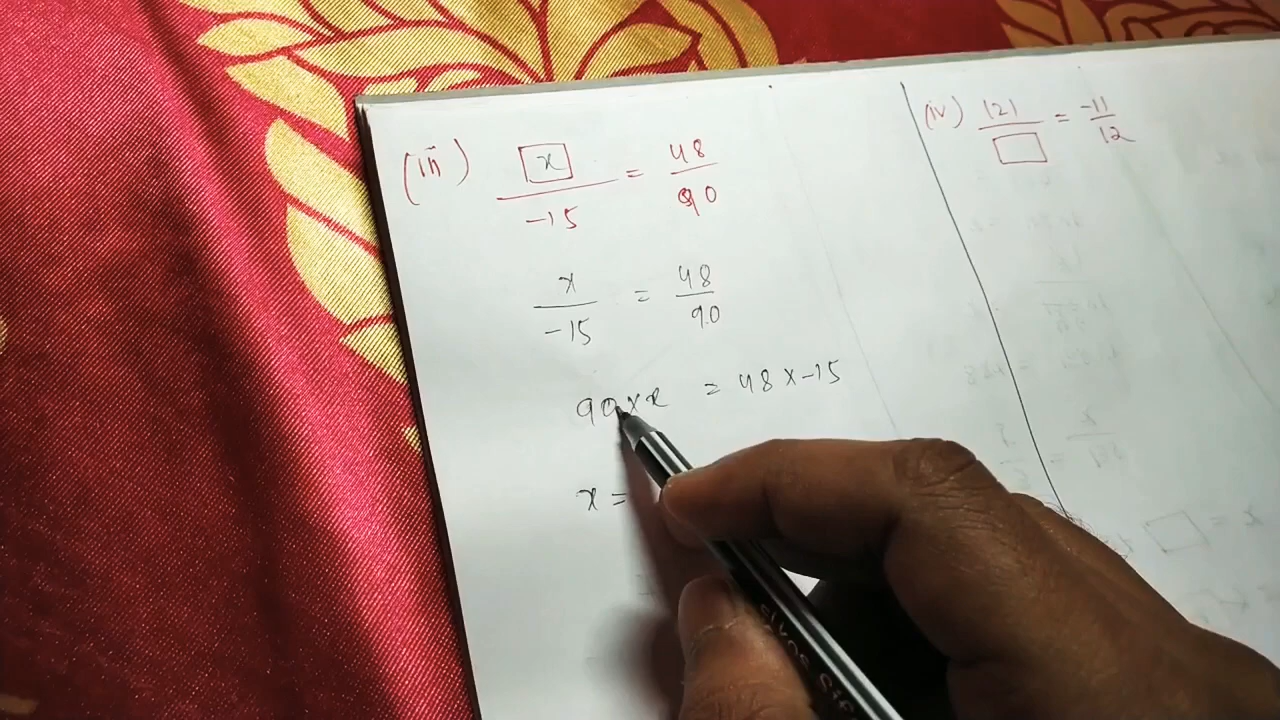 (iii) x/-15 = 48/90
x/-15 = 48/90
90 × x = 48 × -15
x =
(iv) 121/□ = -11/12